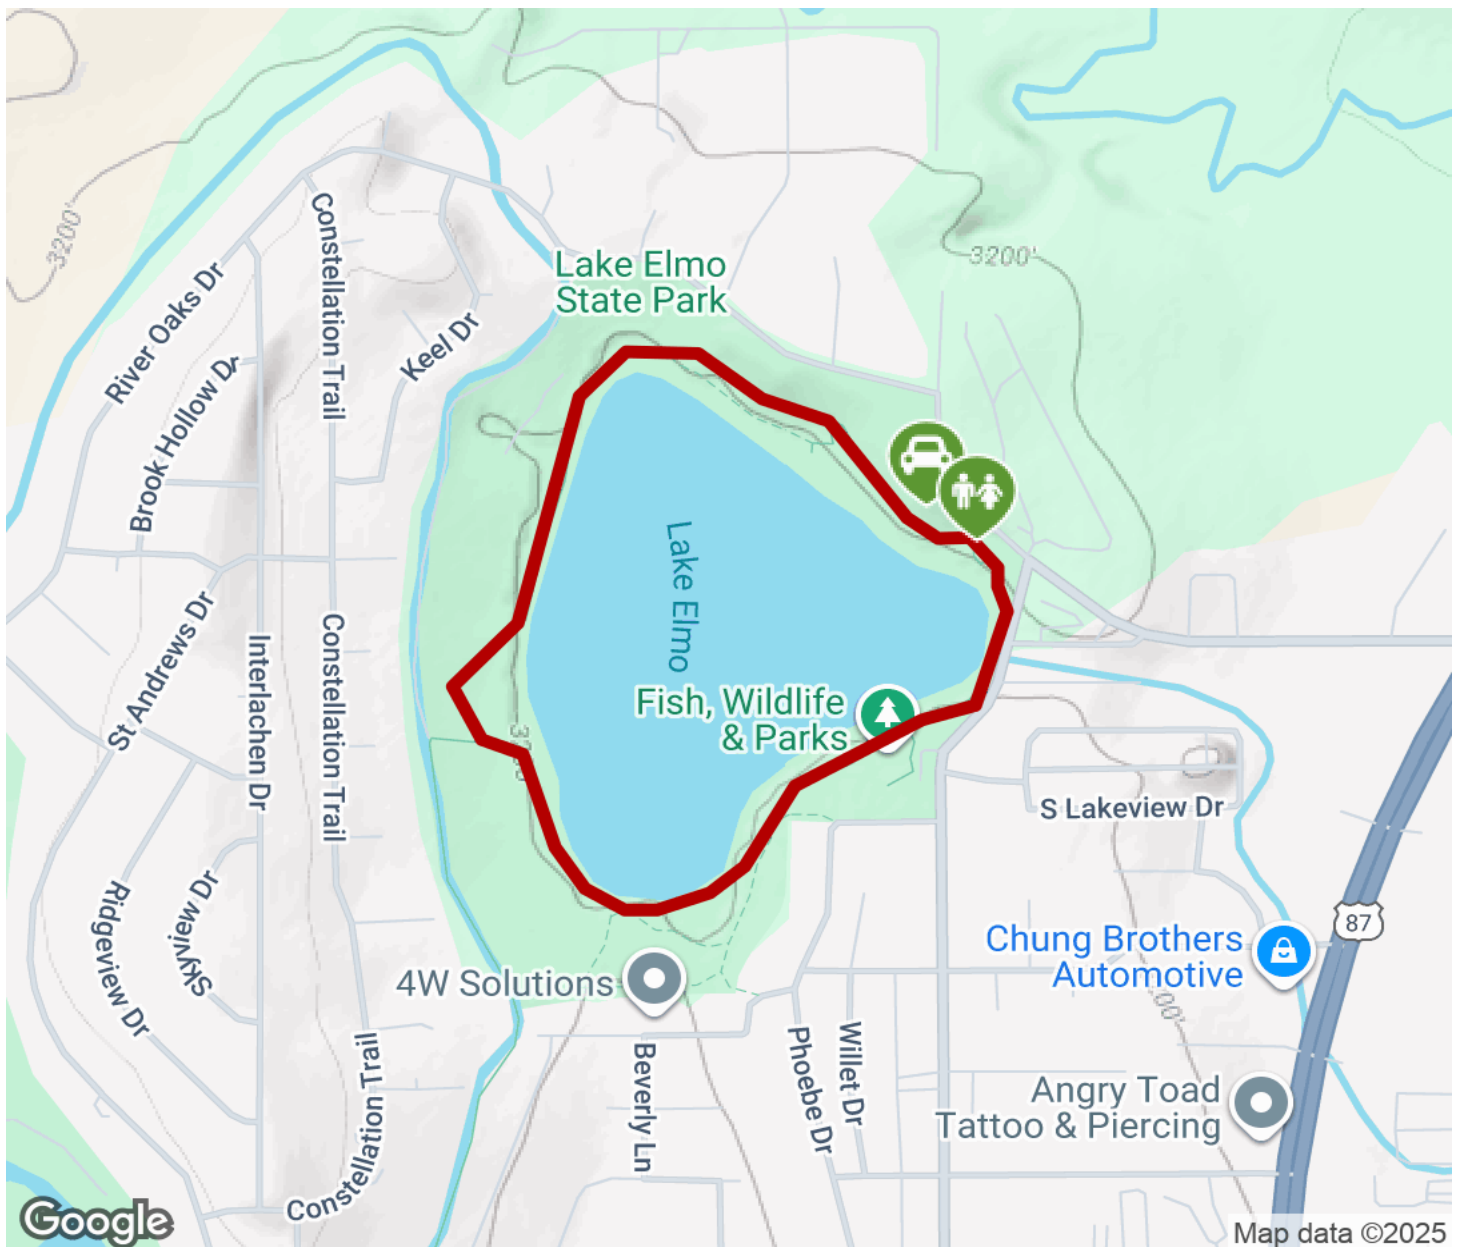 3200'
Constellation Trail
River Oaks Dr
Brook Hollow Dr
Keel Dr
Lake Elmo
State Park
3200'
Lake Elmo
St Andrews Dr
Interlachen Dr
Constellation Trail
Fish, Wildlife
& Parks
S Lakeview Dr
Ridgeview Dr
Skyview Dr
87
Chung Brothers
Automotive
4W Solutions
Constellation Trail
Beverly Ln
Phoebe Dr
Willet Dr
Angry Toad
Tattoo & Piercing
Google
Map data ©2025